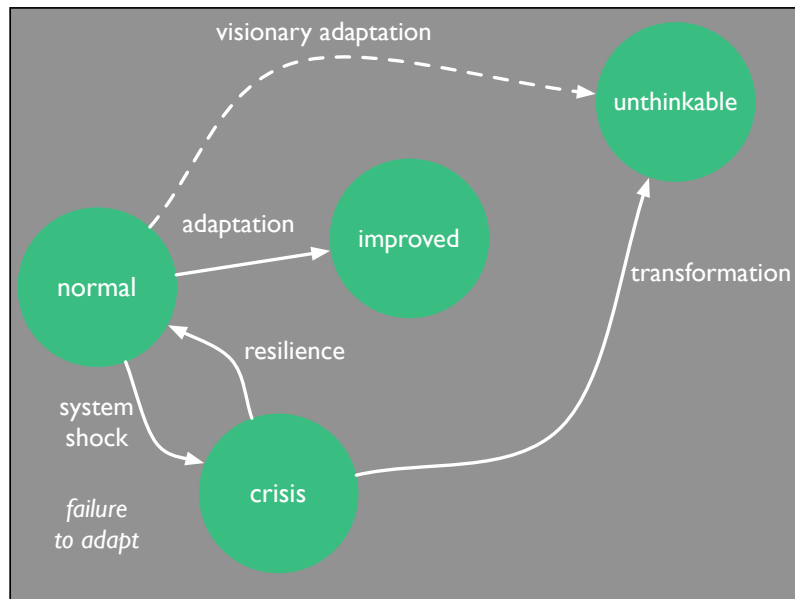 visionary adaptation
unthinkable
adaptation
improved
transformation
normal
resilience
system
shock
crisis
failure
to adapt